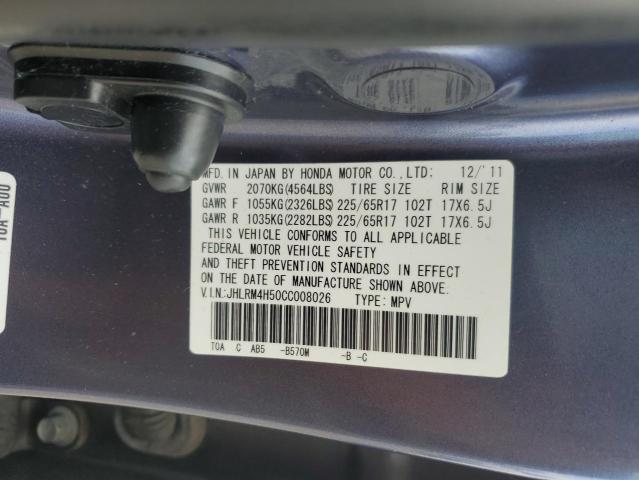 MFD. IN JAPAN BY HONDA MOTOR CO.,LTD; 12/'11
GVWR 2070KG(4564LBS) TIRE SIZE RIM SIZE
GAWR F 1055KG(2326LBS) 225/65R17 102T 17X6.5J
GAWR R 1035KG(2282LBS) 225/65R17 102T 17X6.5J
THIS VEHICLE CONFORMS TO ALL APPLICABLE
FEDERAL MOTOR VEHICLE SAFETY
AND THEFT PREVENTION STANDARDS IN EFFECT
ON THE DATE OF MANUFACTURE SHOWN ABOVE.
V.I.N.:JHLRM4H50CC008026 TYPE: MPV
TOA C AB5 -B570M -B -C
10A-A00